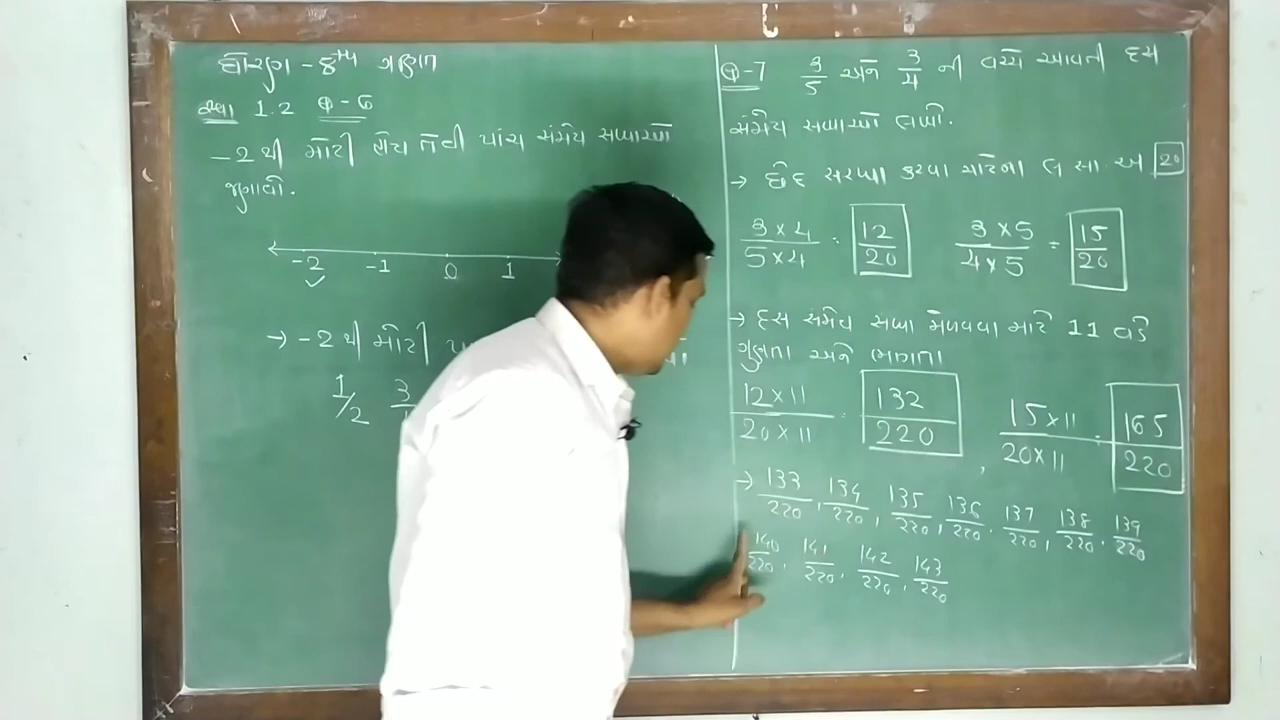 ધોરણ - 8મું ગણિત
સ્વા 1.2 પ્ર - 6
-2 થી મોટી હોય તેવી પાંચ સંમેય સંખ્યાઓ
જણાવો.
-2 -1 0 1
→ -2 થી મોટી
1/2 3
પ્ર-7 3/5 અને 3/4 ની વચ્ચે આવતી દસ
સંમેય સંખ્યાઓ લખો.
→ છેદ સરખા કરવા માટેના લ સા અ 20
3 x 4 / 5 x 4 = 12/20 3 x 5 / 4 x 5 = 15/20
→ દસ સંમેય સંખ્યા મેળવવા માટે 11 વડે
ગુણતા અને ભાગતા
12 x 11 / 20 x 11 = 132/220 , 15 x 11 / 20 x 11 = 165/220
→ 133/220, 134/220, 135/220, 136/220, 137/220, 138/220, 139/220
140/220, 141/220, 142/220, 143/220